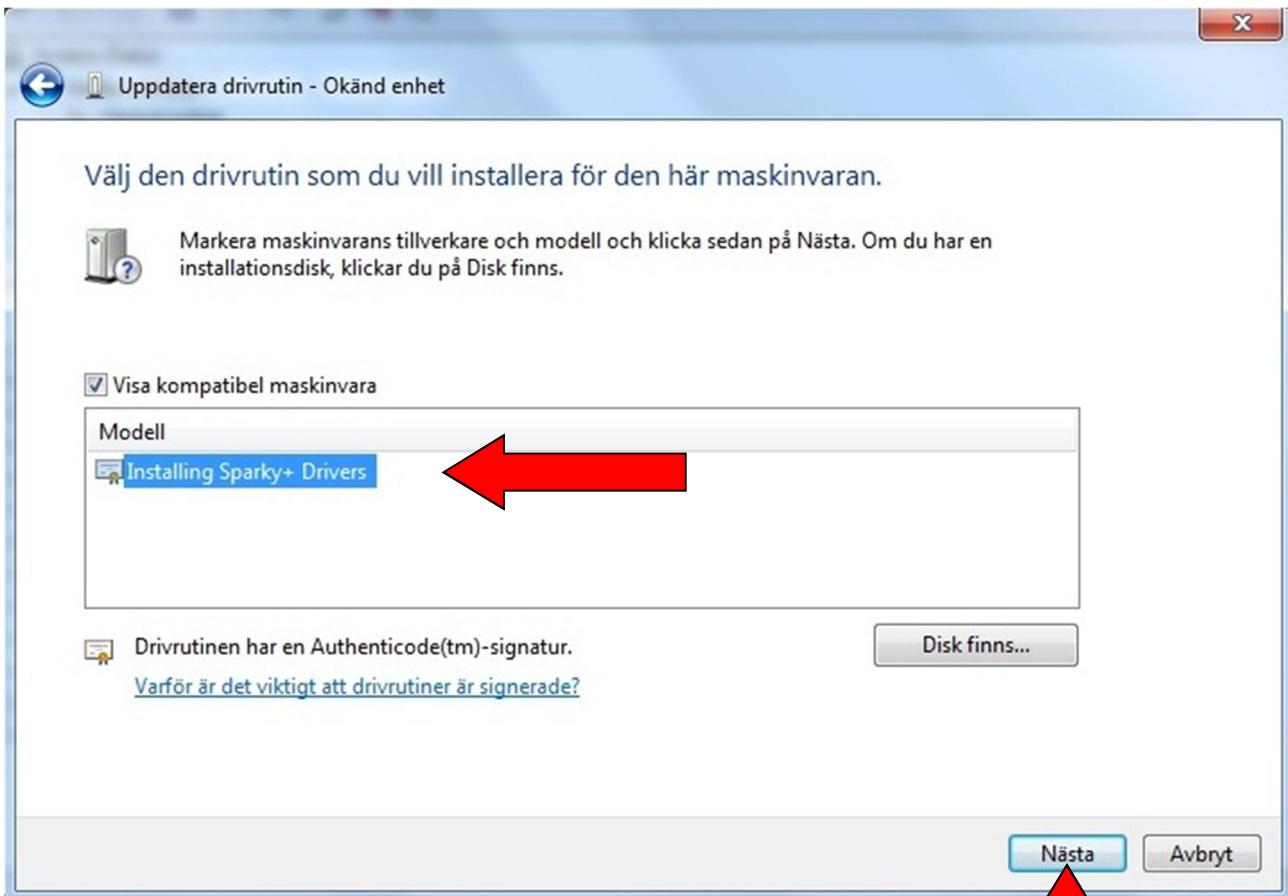 Uppdatera drivrutin - Okänd enhet
Välj den drivrutin som du vill installera för den här maskinvaran.
Markera maskinvarans tillverkare och modell och klicka sedan på Nästa. Om du har en
installationsdisk, klickar du på Disk finns.
Visa kompatibel maskinvara
Modell
Installing Sparky+ Drivers
Drivrutinen har en Authenticode(tm)-signatur.
Disk finns...
Varför är det viktigt att drivrutiner är signerade?
Nästa
Avbryt